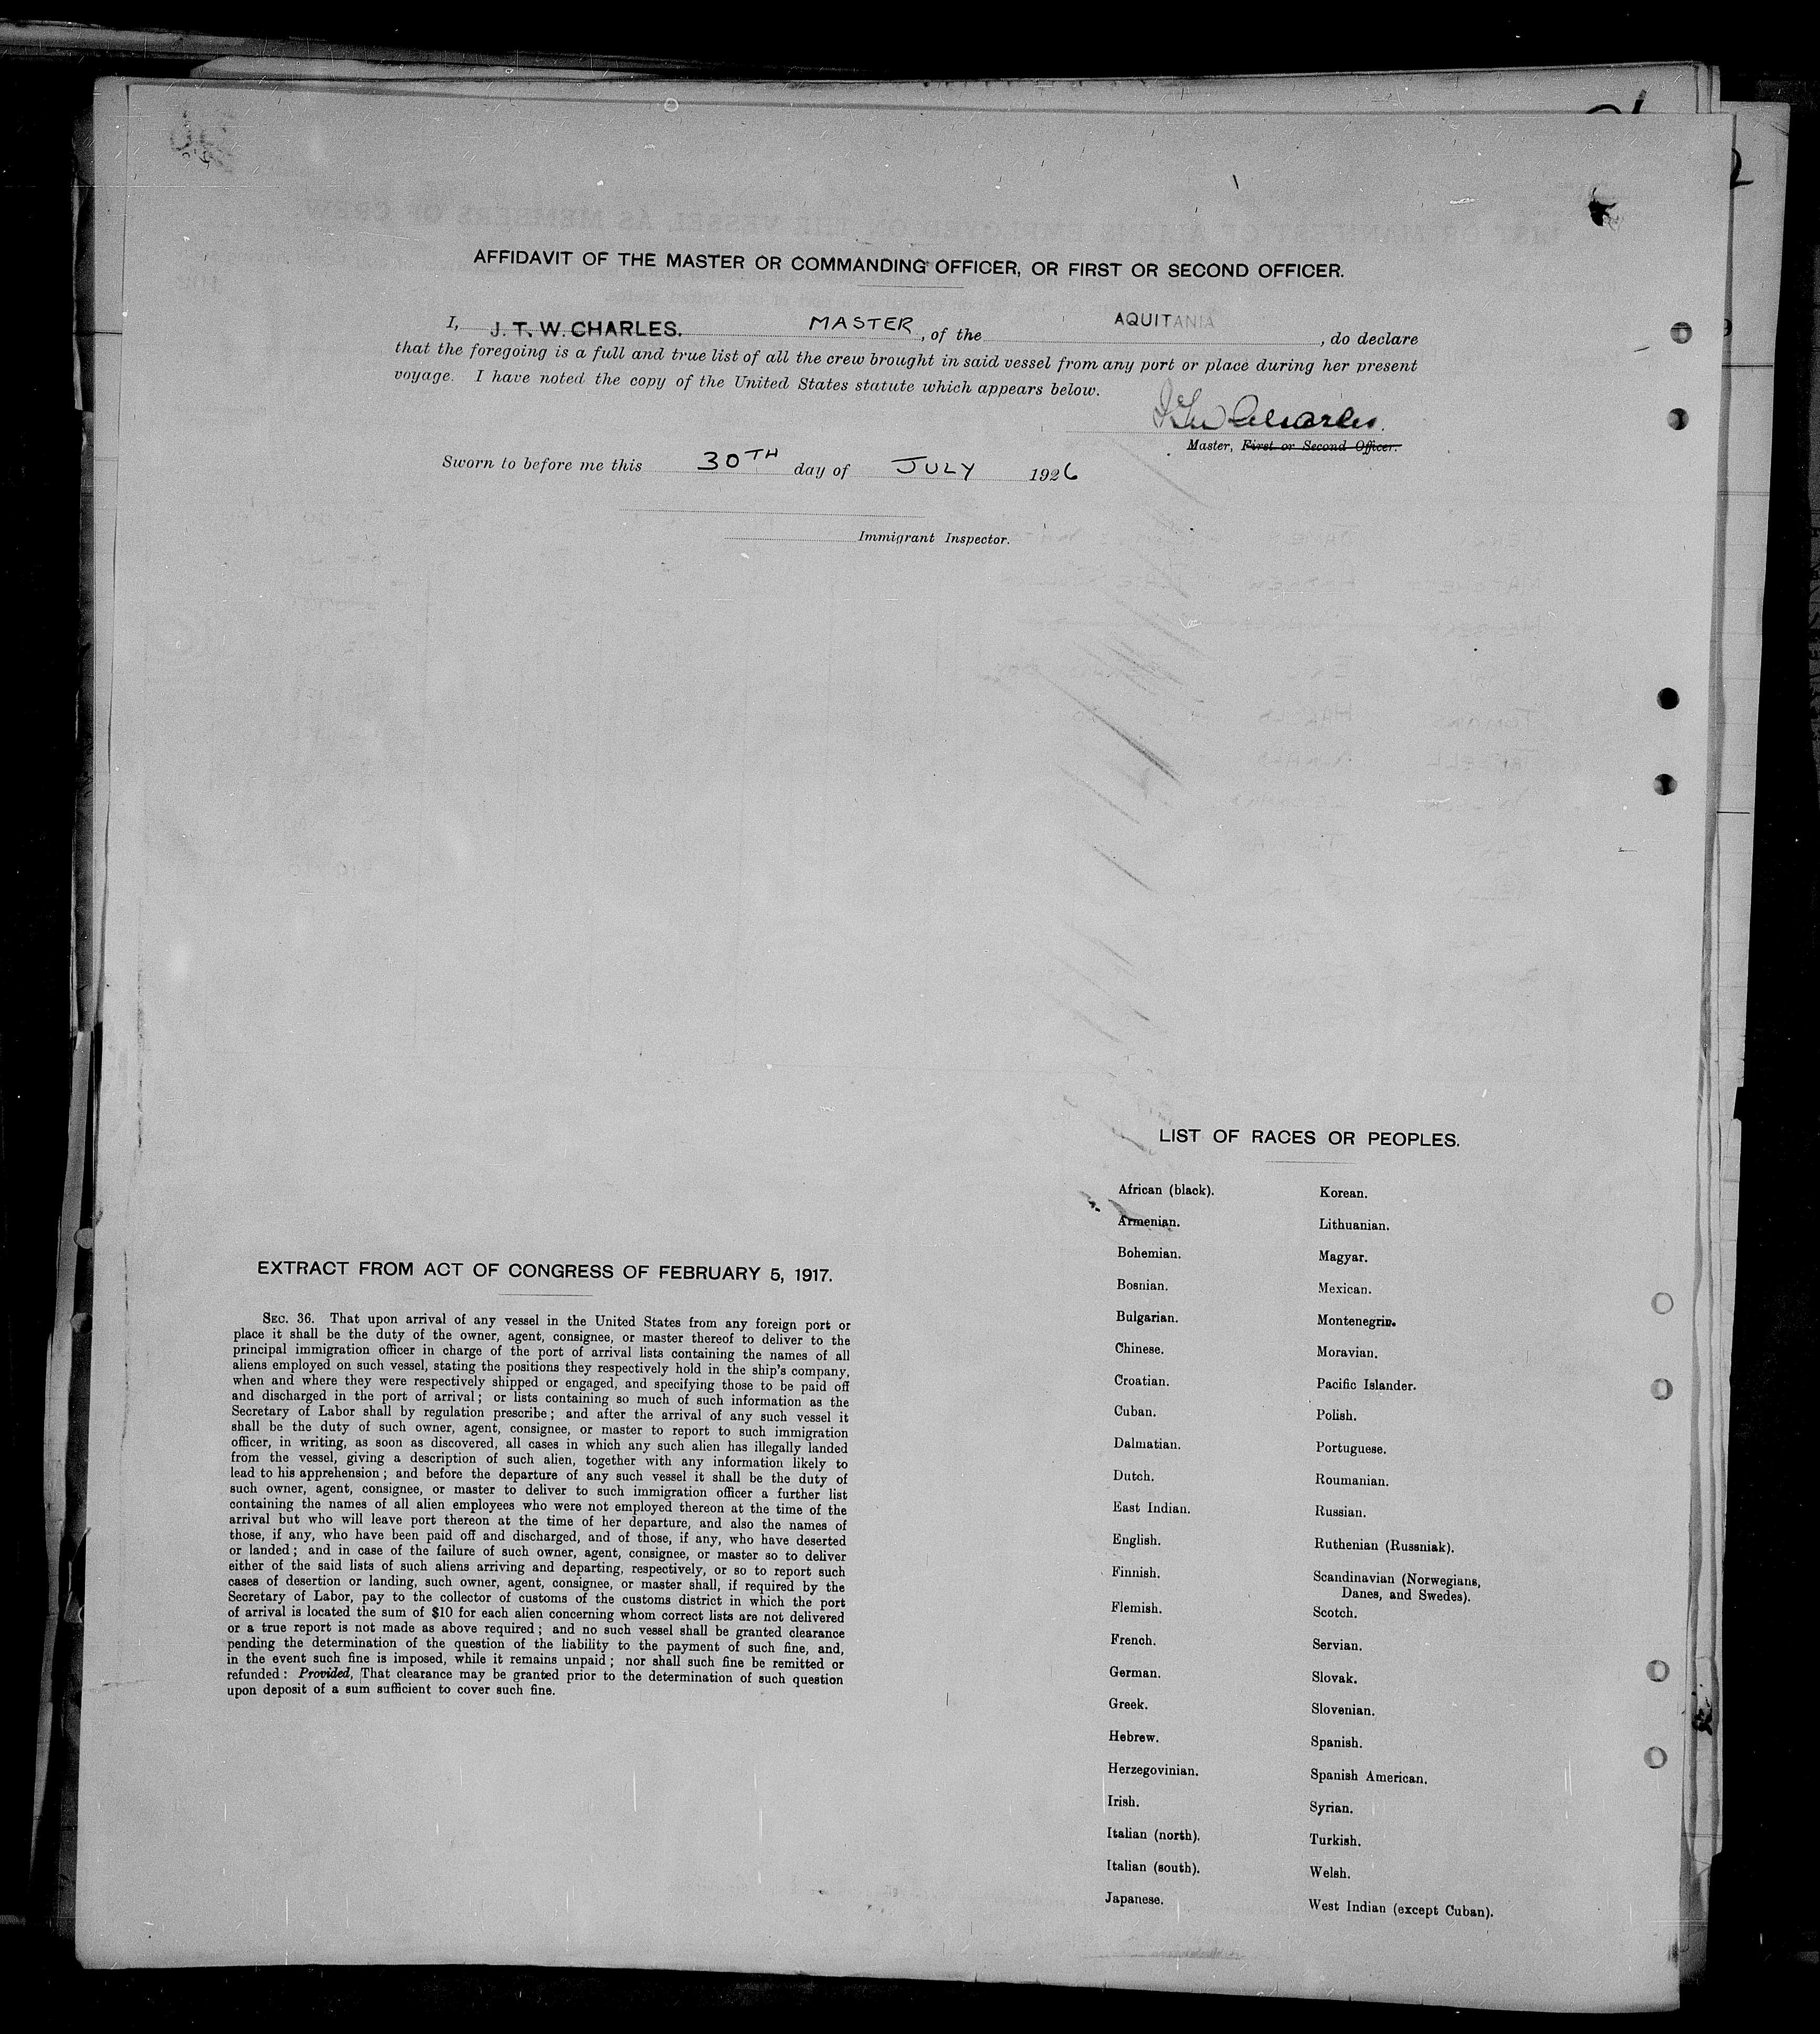 AFFIDAVIT OF THE MASTER OR COMMANDING OFFICER, OR FIRST OR SECOND OFFICER.
I, J. T. W. CHARLES. MASTER, of the AQUITANIA, do declare
that the foregoing is a full and true list of all the crew brought in said vessel from any port or place during her present
voyage. I have noted the copy of the United States statute which appears below.
J T W Charles.
Master, First or Second Officer.
Sworn to before me this 30TH day of JULY 1926
Immigrant Inspector.
EXTRACT FROM ACT OF CONGRESS OF FEBRUARY 5, 1917.
SEC. 36. That upon arrival of any vessel in the United States from any foreign port or
place it shall be the duty of the owner, agent, consignee, or master thereof to deliver to the
principal immigration officer in charge of the port of arrival lists containing the names of all
aliens employed on such vessel, stating the positions they respectively hold in the ship's company,
when and where they were respectively shipped or engaged, and specifying those to be paid off
and discharged in the port of arrival; or lists containing so much of such information as the
Secretary of Labor shall by regulation prescribe; and after the arrival of any such vessel it
shall be the duty of such owner, agent, consignee, or master to report to such immigration
officer, in writing, as soon as discovered, all cases in which any such alien has illegally landed
from the vessel, giving a description of such alien, together with any information likely to
lead to his apprehension; and before the departure of any such vessel it shall be the duty of
such owner, agent, consignee, or master to deliver to such immigration officer a further list
containing the names of all alien employees who were not employed thereon at the time of the
arrival but who will leave port thereon at the time of her departure, and also the names of
those, if any, who have been paid off and discharged, and of those, if any, who have deserted
or landed; and in case of the failure of such owner, agent, consignee, or master so to deliver
either of the said lists of such aliens arriving and departing, respectively, or so to report such
cases of desertion or landing, such owner, agent, consignee, or master shall, if required by the
Secretary of Labor, pay to the collector of customs of the customs district in which the port
of arrival is located the sum of $10 for each alien concerning whom correct lists are not delivered
or a true report is not made as above required; and no such vessel shall be granted clearance
pending the determination of the question of the liability to the payment of such fine, and,
in the event such fine is imposed, while it remains unpaid; nor shall such fine be remitted or
refunded: Provided, That clearance may be granted prior to the determination of such question
upon deposit of a sum sufficient to cover such fine.
LIST OF RACES OR PEOPLES.
African (black).
Armenian.
Bohemian.
Bosnian.
Bulgarian.
Chinese.
Croatian.
Cuban.
Dalmatian.
Dutch.
East Indian.
English.
Finnish.
Flemish.
French.
German.
Greek.
Hebrew.
Herzegovinian.
Irish.
Italian (north).
Italian (south).
Japanese.
Korean.
Lithuanian.
Magyar.
Mexican.
Montenegrin.
Moravian.
Pacific Islander.
Polish.
Portuguese.
Roumanian.
Russian.
Ruthenian (Russniak).
Scandinavian (Norwegians,
Danes, and Swedes).
Scotch.
Servian.
Slovak.
Slovenian.
Spanish.
Spanish American.
Syrian.
Turkish.
Welsh.
West Indian (except Cuban).